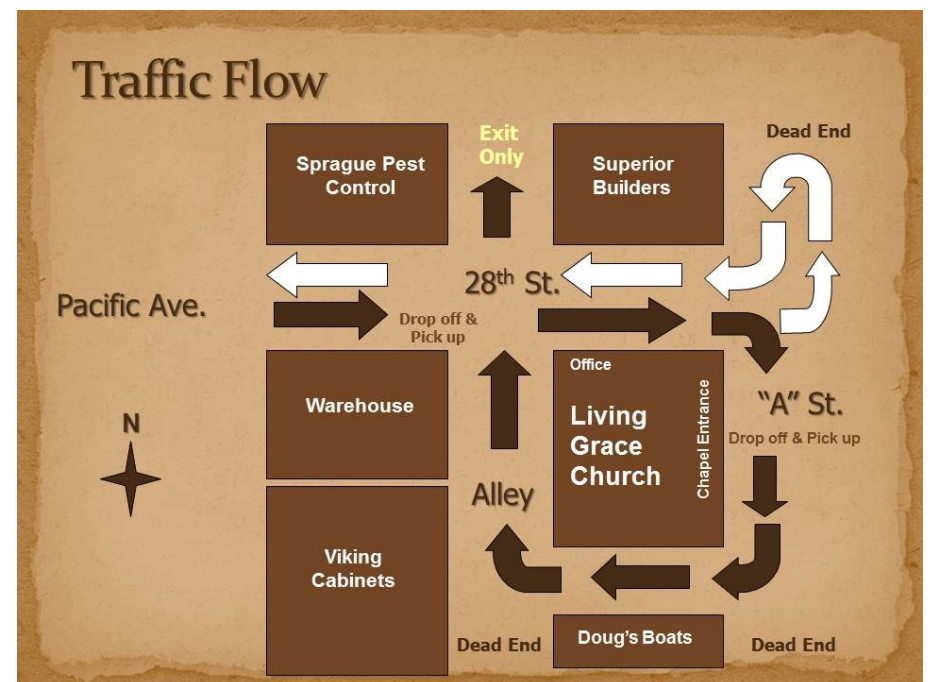 Traffic Flow
Sprague Pest
Control
Exit
Only
Superior
Builders
Dead End
Pacific Ave.
28th St.
Drop off &
Pick up
Warehouse
Office
Living
Grace
Church
Chapel Entrance
"A" St.
Drop off & Pick up
N
Alley
Viking
Cabinets
Dead End
Doug's Boats
Dead End